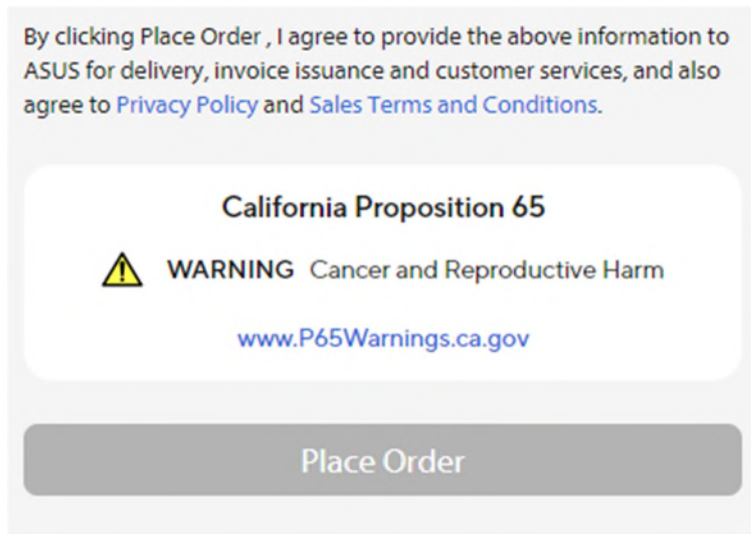 By clicking Place Order , I agree to provide the above information to
ASUS for delivery, invoice issuance and customer services, and also
agree to Privacy Policy and Sales Terms and Conditions.
California Proposition 65
WARNING Cancer and Reproductive Harm
www.P65Warnings.ca.gov
Place Order